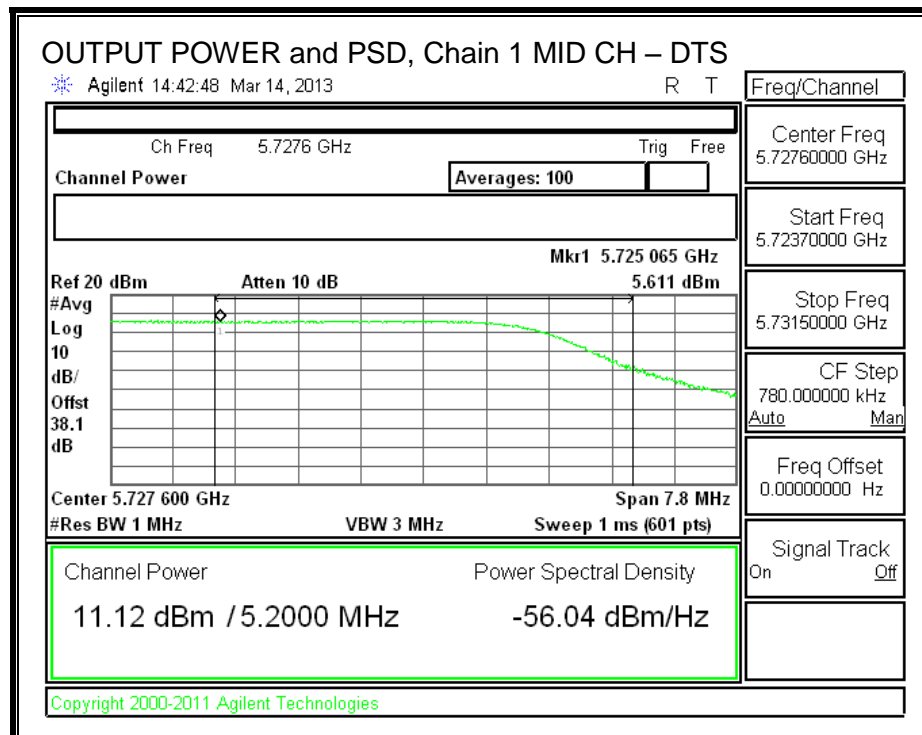 OUTPUT POWER and PSD, Chain 1 MID CH – DTS
Agilent 14:42:48 Mar 14, 2013 R T
Ch Freq 5.7276 GHz Trig Free
Channel Power Averages: 100
Mkr1 5.725 065 GHz
Ref 20 dBm Atten 10 dB 5.611 dBm
#Avg
Log
10
dB/
Offst
38.1
dB
1
Center 5.727 600 GHz Span 7.8 MHz
#Res BW 1 MHz VBW 3 MHz Sweep 1 ms (601 pts)
Channel Power Power Spectral Density
11.12 dBm / 5.2000 MHz -56.04 dBm/Hz
Copyright 2000-2011 Agilent Technologies
Freq/Channel
Center Freq
5.72760000 GHz
Start Freq
5.72370000 GHz
Stop Freq
5.73150000 GHz
CF Step
780.000000 kHz
Auto Man
Freq Offset
0.00000000 Hz
Signal Track
On Off